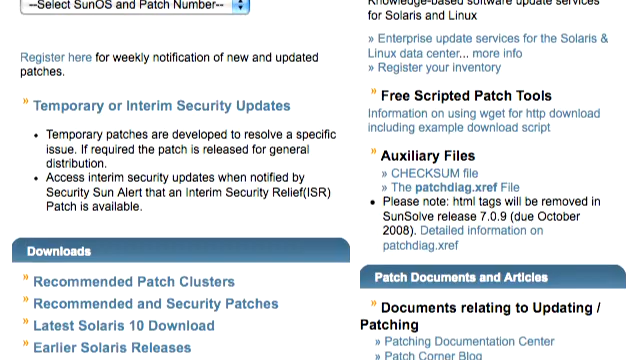 --Select SunOS and Patch Number--
Register here for weekly notification of new and updated
patches.
» Temporary or Interim Security Updates
• Temporary patches are developed to resolve a specific
issue. If required the patch is released for general
distribution.
• Access interim security updates when notified by
Security Sun Alert that an Interim Security Relief(ISR)
Patch is available.
Downloads
» Recommended Patch Clusters
» Recommended and Security Patches
» Latest Solaris 10 Download
» Earlier Solaris Releases
Knowledge-based software update services
for Solaris and Linux
» Enterprise update services for the Solaris &
Linux data center... more info
» Register your inventory
» Free Scripted Patch Tools
Information on using wget for http download
including example download script
» Auxiliary Files
» CHECKSUM file
» The patchdiag.xref File
• Please note: html tags will be removed in
SunSolve release 7.0.9 (due October
2008). Detailed information on
patchdiag.xref
Patch Documents and Articles
» Documents relating to Updating /
Patching
» Patching Documentation Center
» Patch Corner Blog